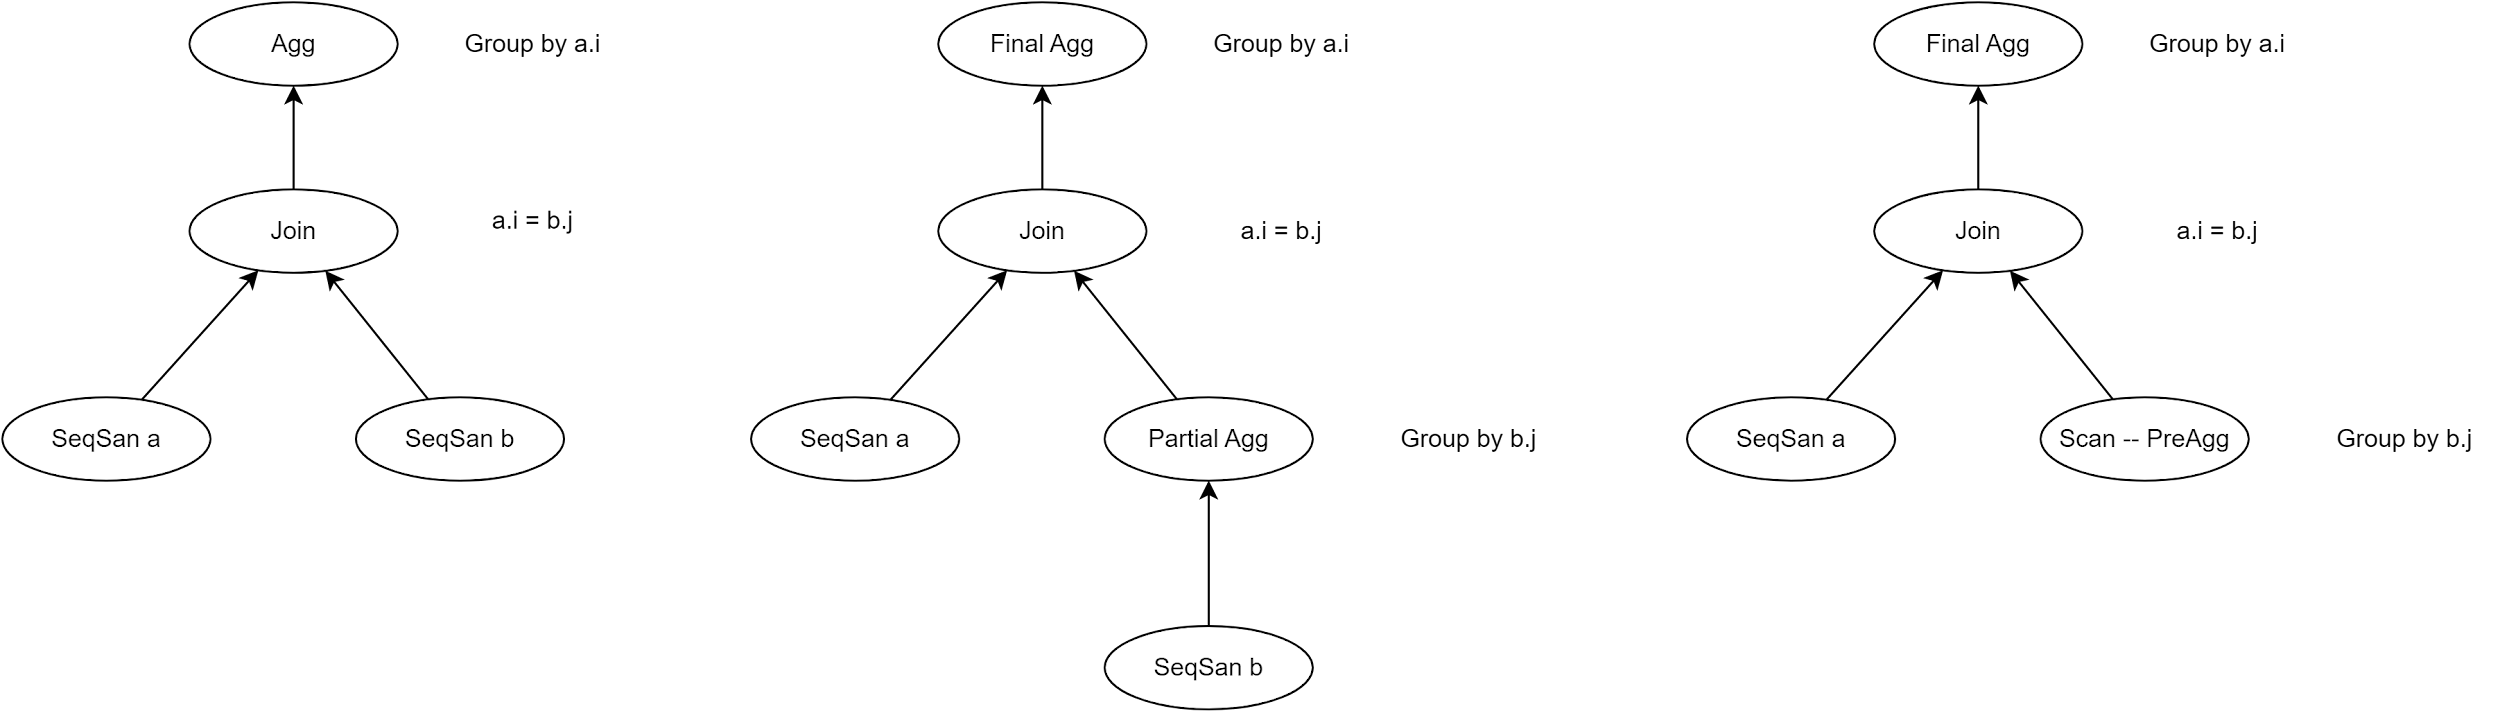 Agg
Group by a.i
Final Agg
Group by a.i
Final Agg
Group by a.i
Join
a.i = b.j
Join
a.i = b.j
Join
a.i = b.j
SeqSan a
SeqSan b
SeqSan a
Partial Agg
Group by b.j
SeqSan a
Scan -- PreAgg
Group by b.j
SeqSan b